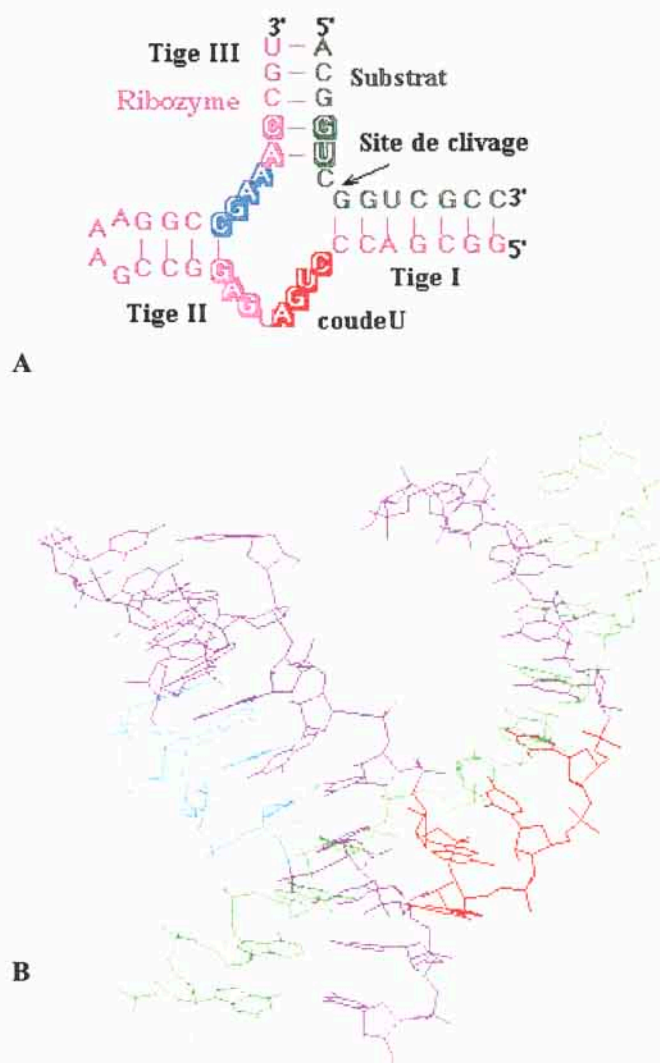 3' 5'
Tige III U A
G C Substrat
Ribozyme C G
C G Site de clivage
A U
A C
A G G U C G C C 3'
A A G G C C G A
A G C C G G C C A G C G G 5'
Tige II A G A G U C Tige I
G coudeU
A
B